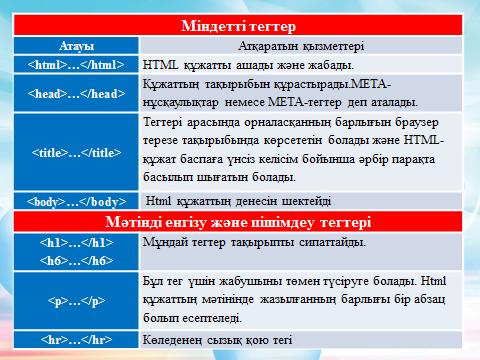 Міндетті тегтер
Атауы
Атқаратын қызметтері
<html>…</html>
HTML құжатты ашады және жабады.
<head>…</head>
Құжаттың тақырыбын құрастырады.МЕТА-
нұсқаулықтар немесе МЕТА-тегтер деп аталады.
<title>…</title>
Тегтері арасында орналасқанның барлығын браузер
терезе тақырыбында көрсететін болады және HTML-
құжат баспаға үнсіз келісім бойынша әрбір парақта
басылып шығатын болады.
<body>…</body>
Html құжаттың денесін шектейді
Мәтінді енгізу және пішімдеу тегтері
<h1>…</h1>
<h6>…</h6>
Мұндай тегтер тақырыпты сипаттайды.
<p>…</p>
Бұл тег үшін жабушыны төмен түсіруге болады. Html
құжаттың мәтінінде жазылғанның барлығы бір абзац
болып есептеледі.
<hr>…</hr>
Көледенең сызық қою тегі